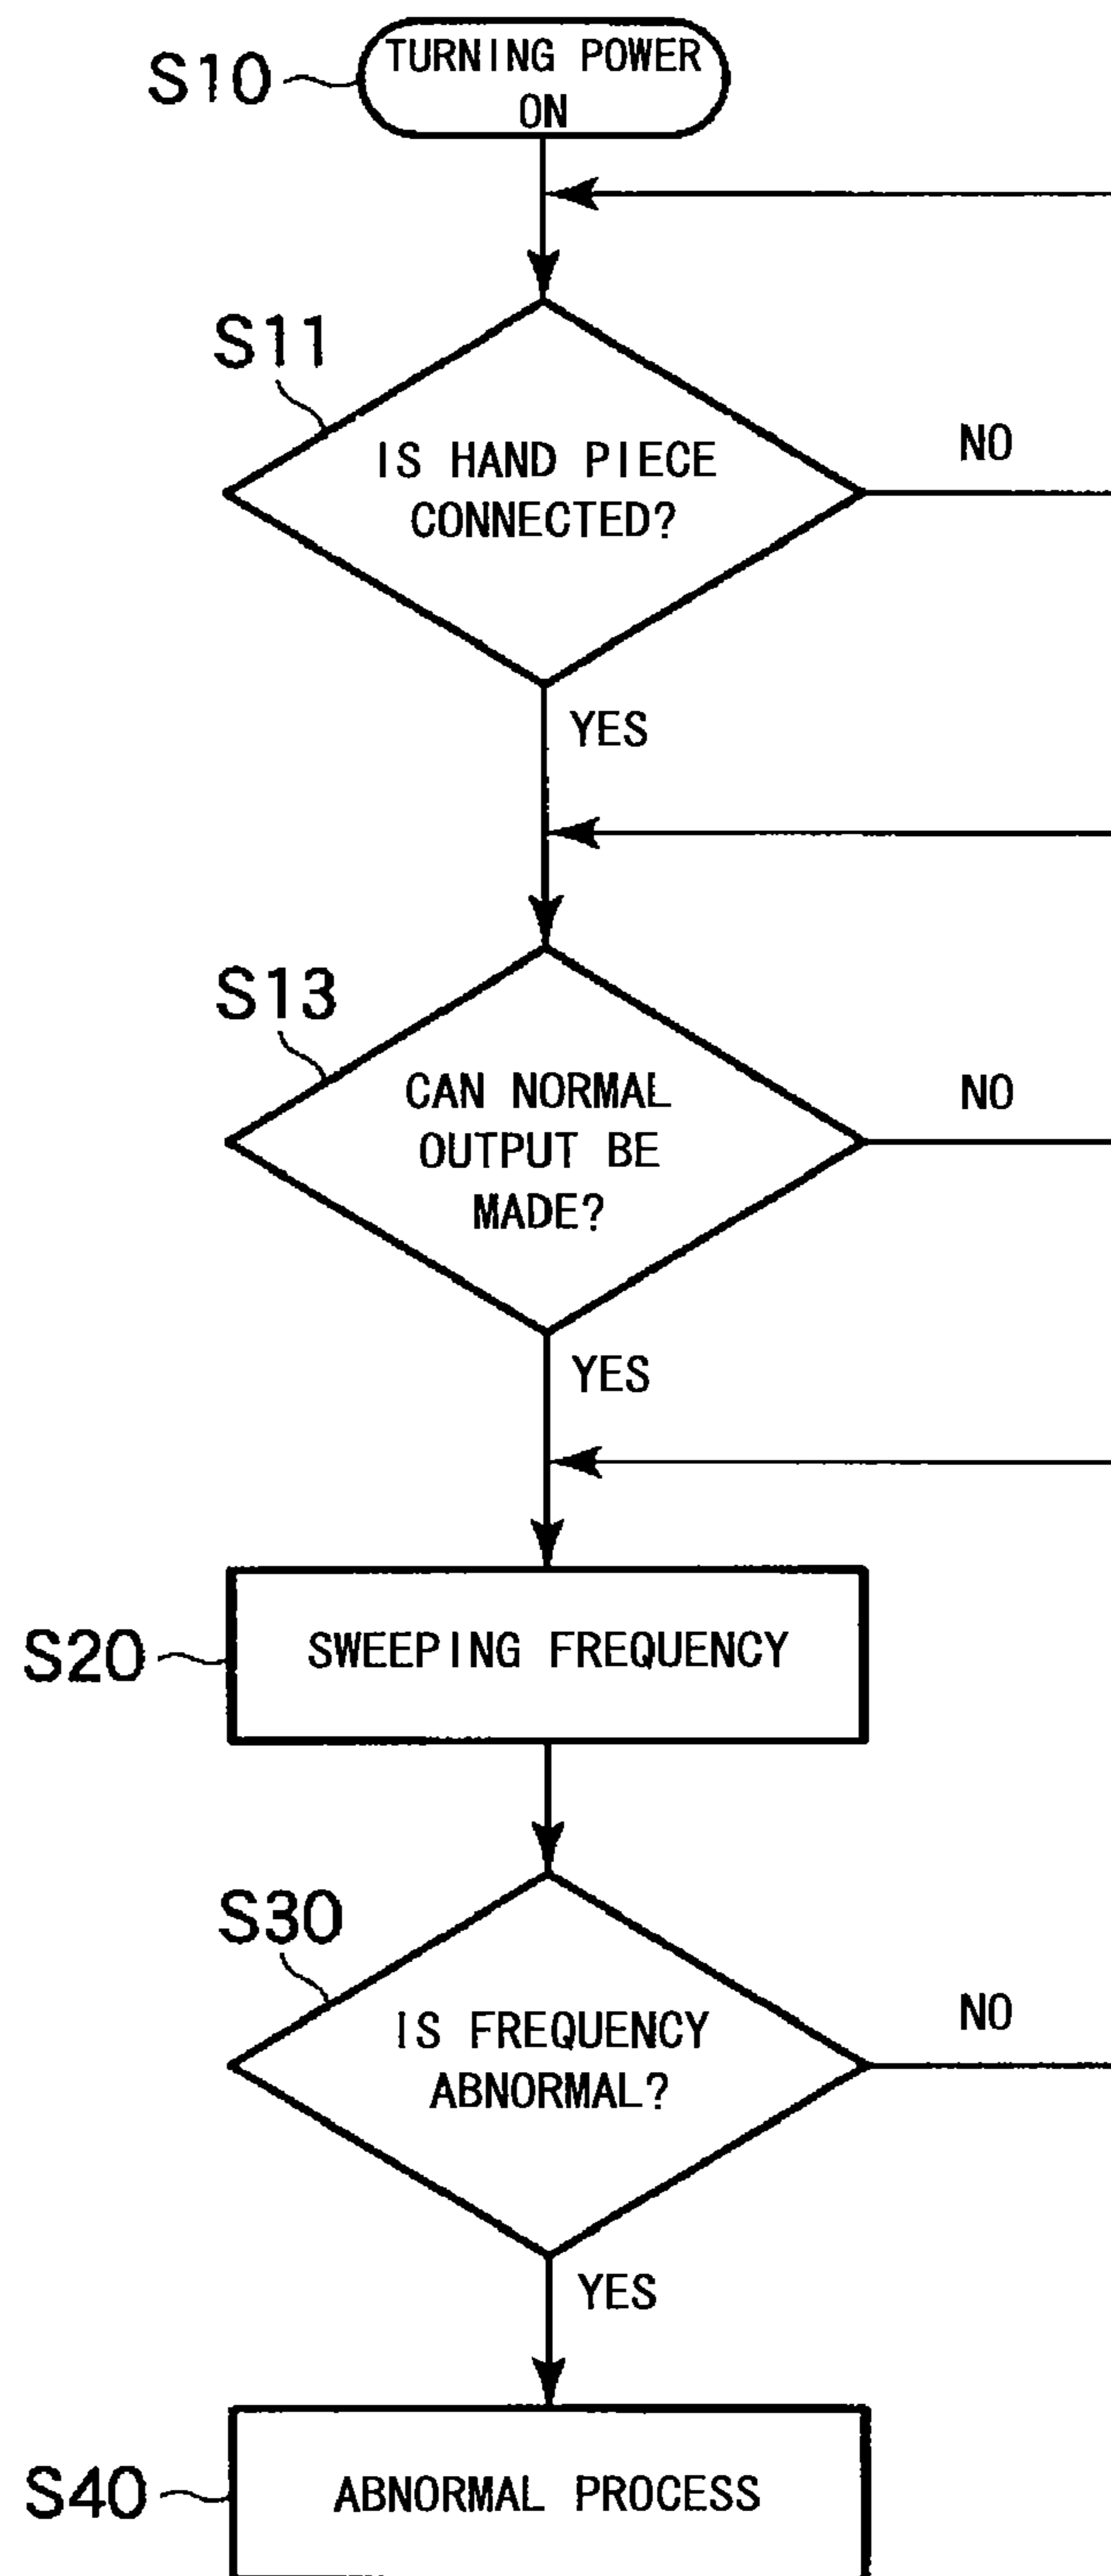 S10
TURNING POWER
ON
S11
IS HAND PIECE
CONNECTED?
NO
YES
S13
CAN NORMAL
OUTPUT BE
MADE?
NO
YES
S20
SWEEPING FREQUENCY
S30
IS FREQUENCY
ABNORMAL?
NO
YES
S40
ABNORMAL PROCESS